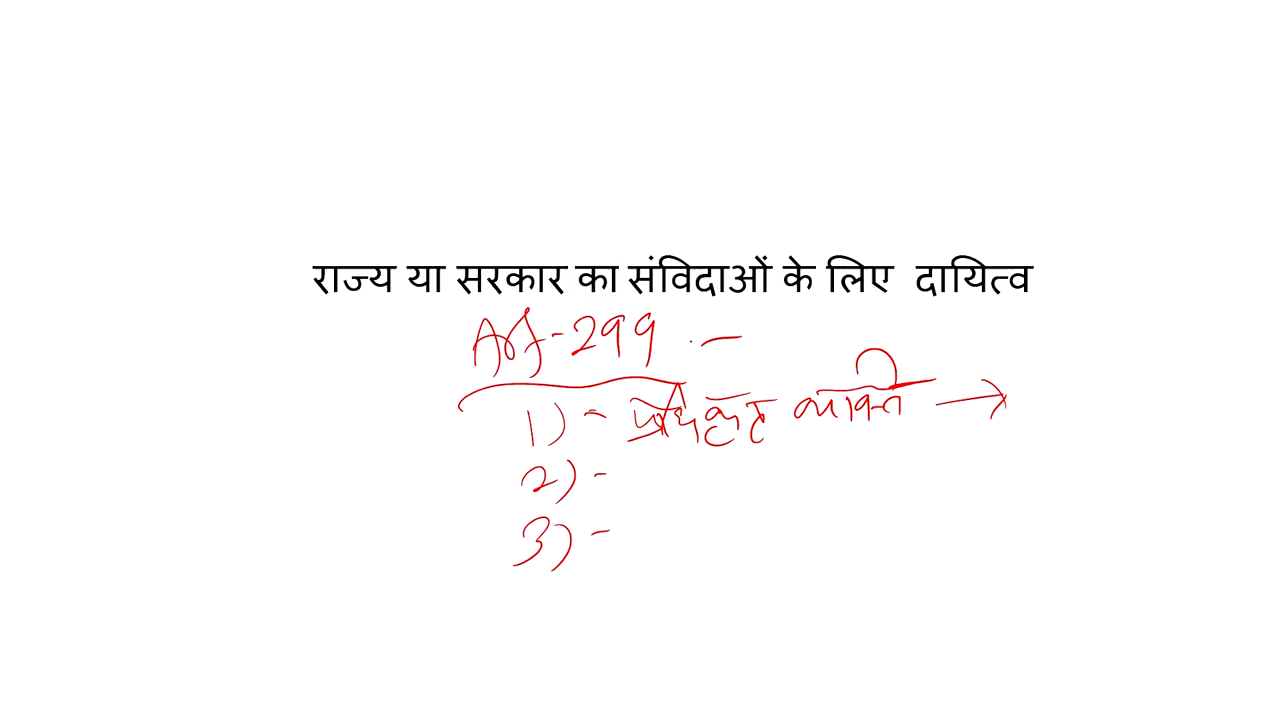 राज्य या सरकार का संविदाओं के लिए दायित्व
Art-299 -
1) - प्राधिकृत व्यक्ति →
2) -
3) -